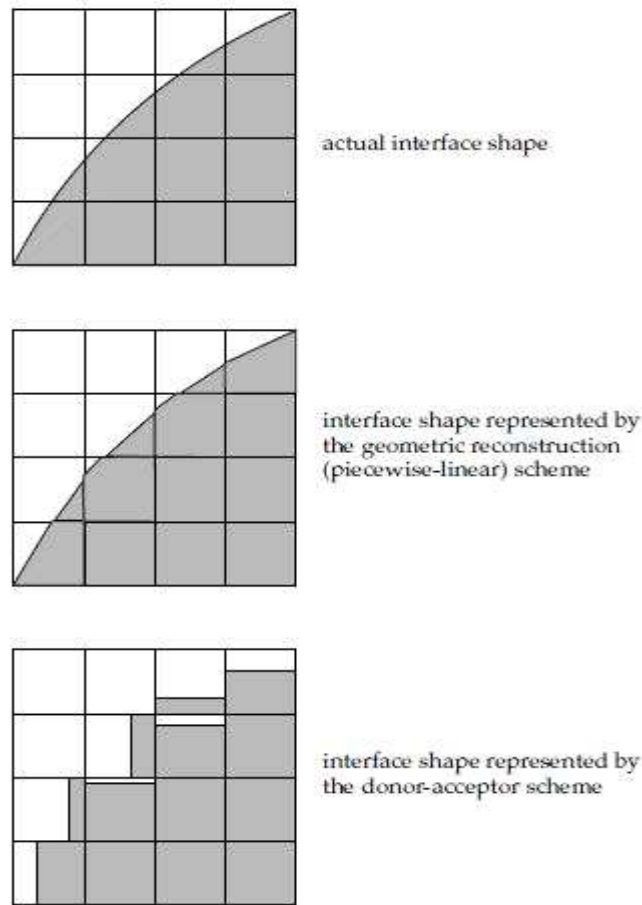 actual interface shape
interface shape represented by
the geometric reconstruction
(piecewise-linear) scheme
interface shape represented by
the donor-acceptor scheme